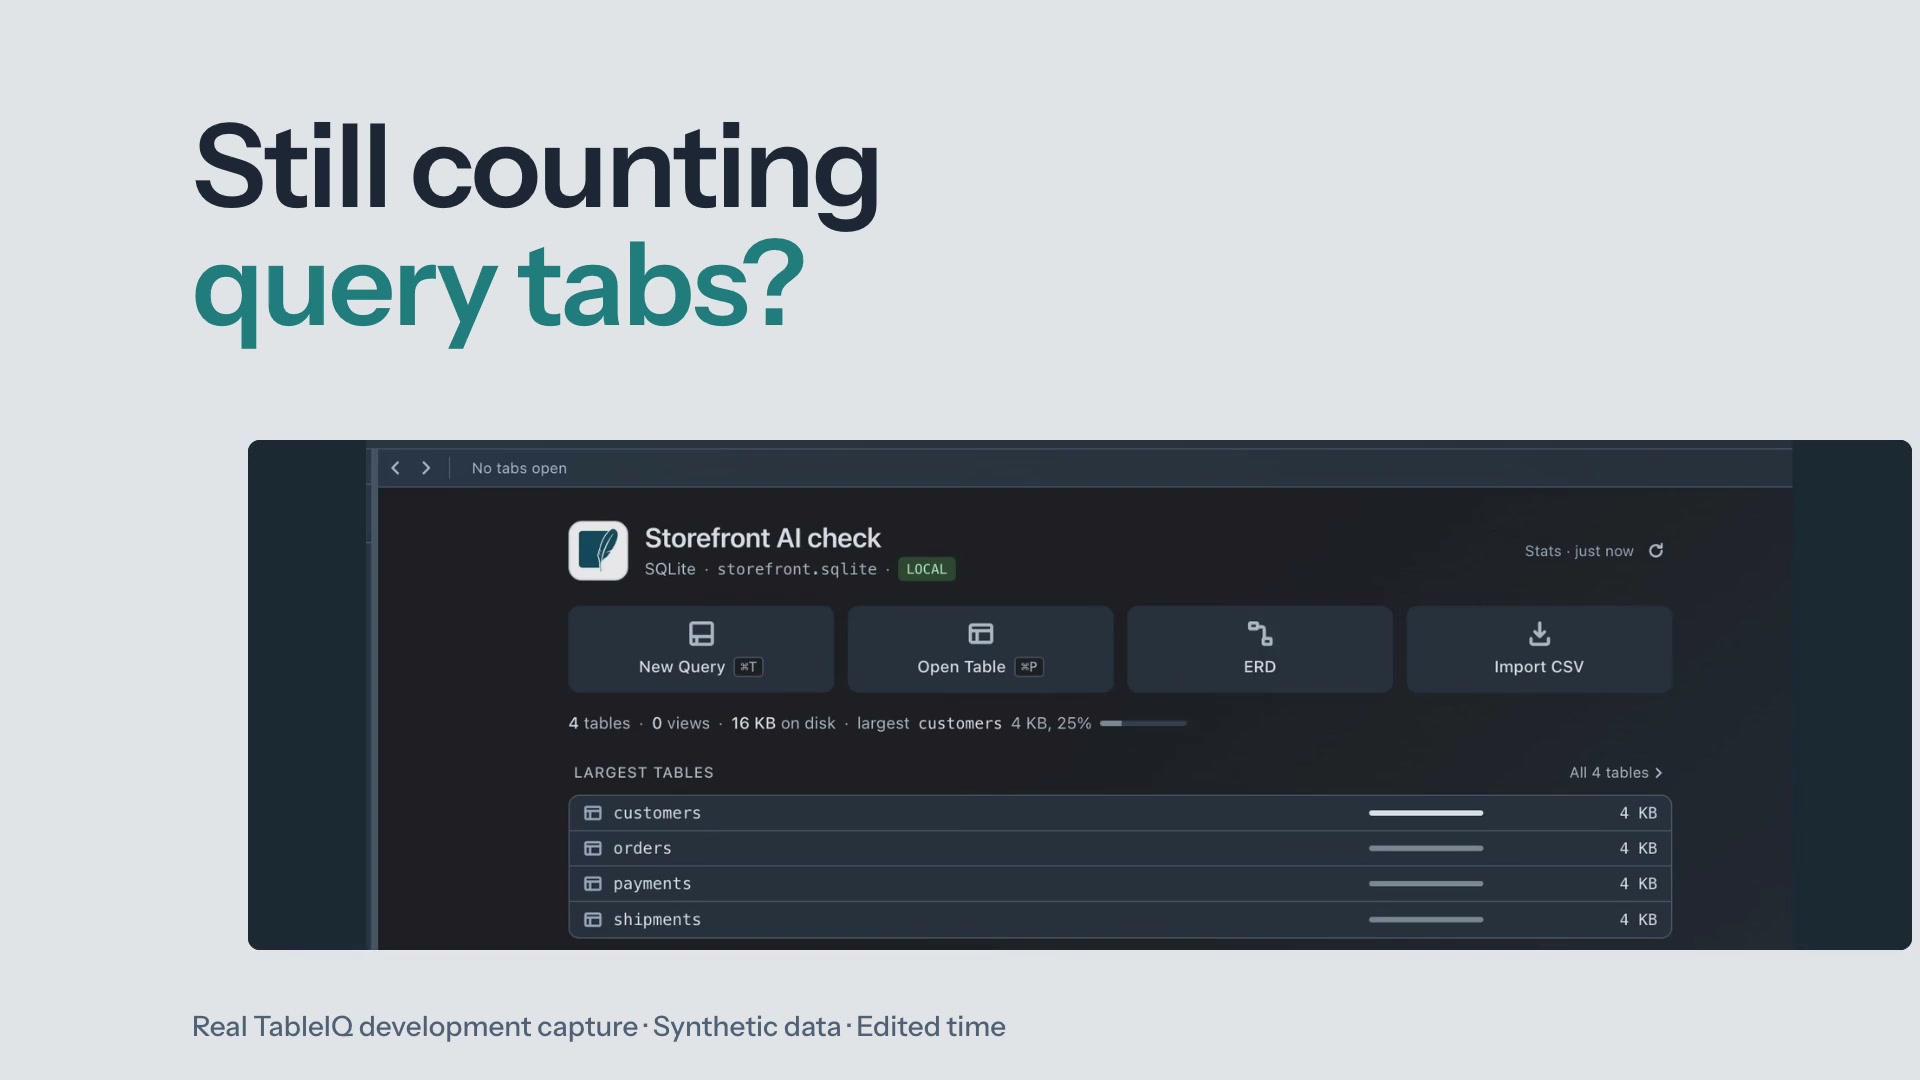 Still counting
query tabs?
No tabs open
Storefront AI check
SQLite · storefront.sqlite · LOCAL
Stats · just now
New Query ⌘T
Open Table ⌘P
ERD
Import CSV
4 tables · 0 views · 16 KB on disk · largest customers 4 KB, 25%
LARGEST TABLES
All 4 tables
customers 4 KB
orders 4 KB
payments 4 KB
shipments 4 KB
Real TableIQ development capture · Synthetic data · Edited time